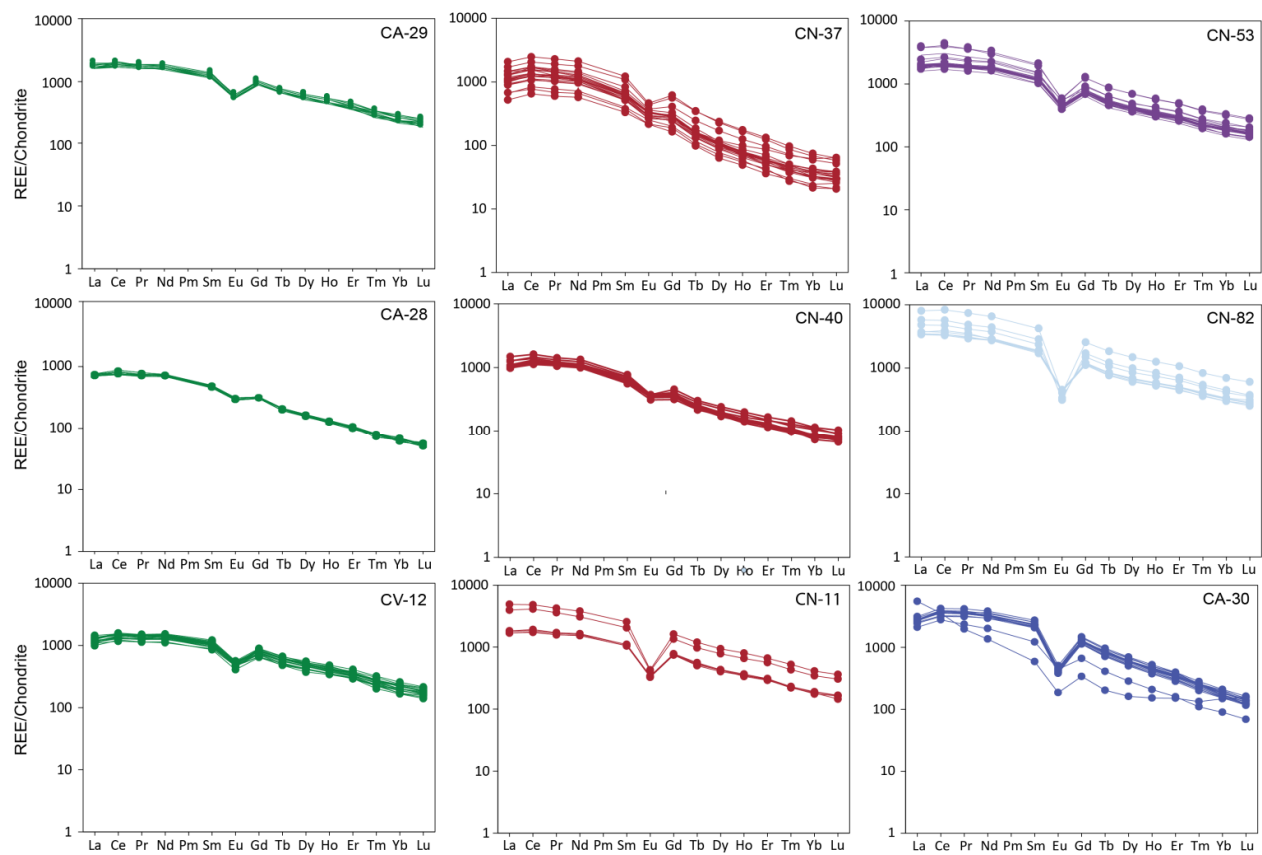 10000 CA-29
1000
100
10
1
REE/Chondrite
La Ce Pr Nd Pm Sm Eu Gd Tb Dy Ho Er Tm Yb Lu
10000 CN-37
1000
100
10
1
La Ce Pr Nd Pm Sm Eu Gd Tb Dy Ho Er Tm Yb Lu
10000 CN-53
1000
100
10
1
La Ce Pr Nd Pm Sm Eu Gd Tb Dy Ho Er Tm Yb Lu
10000 CA-28
1000
100
10
1
REE/Chondrite
La Ce Pr Nd Pm Sm Eu Gd Tb Dy Ho Er Tm Yb Lu
10000 CN-40
1000
100
10
1
La Ce Pr Nd Pm Sm Eu Gd Tb Dy Ho Er Tm Yb Lu
10000 CN-82
1000
100
10
1
La Ce Pr Nd Pm Sm Eu Gd Tb Dy Ho Er Tm Yb Lu
10000 CV-12
1000
100
10
1
REE/Chondrite
La Ce Pr Nd Pm Sm Eu Gd Tb Dy Ho Er Tm Yb Lu
10000 CN-11
1000
100
10
1
La Ce Pr Nd Pm Sm Eu Gd Tb Dy Ho Er Tm Yb Lu
10000 CA-30
1000
100
10
1
La Ce Pr Nd Pm Sm Eu Gd Tb Dy Ho Er Tm Yb Lu